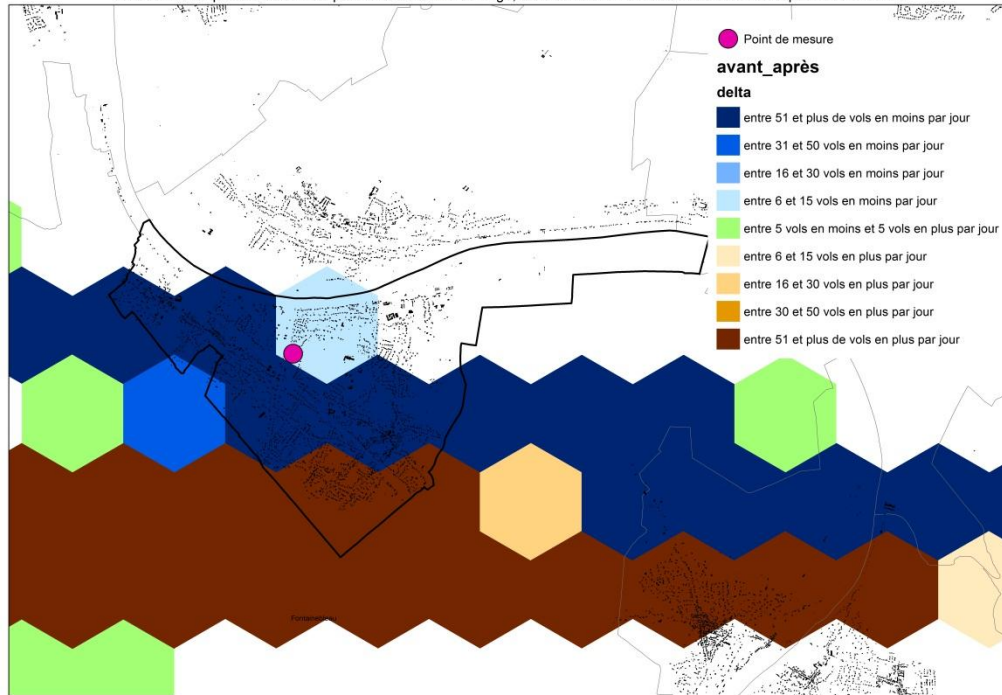 Point de mesure
avant_après
delta
entre 51 et plus de vols en moins par jour
entre 31 et 50 vols en moins par jour
entre 16 et 30 vols en moins par jour
entre 6 et 15 vols en moins par jour
entre 5 vols en moins et 5 vols en plus par jour
entre 6 et 15 vols en plus par jour
entre 16 et 30 vols en plus par jour
entre 30 et 50 vols en plus par jour
entre 51 et plus de vols en plus par jour